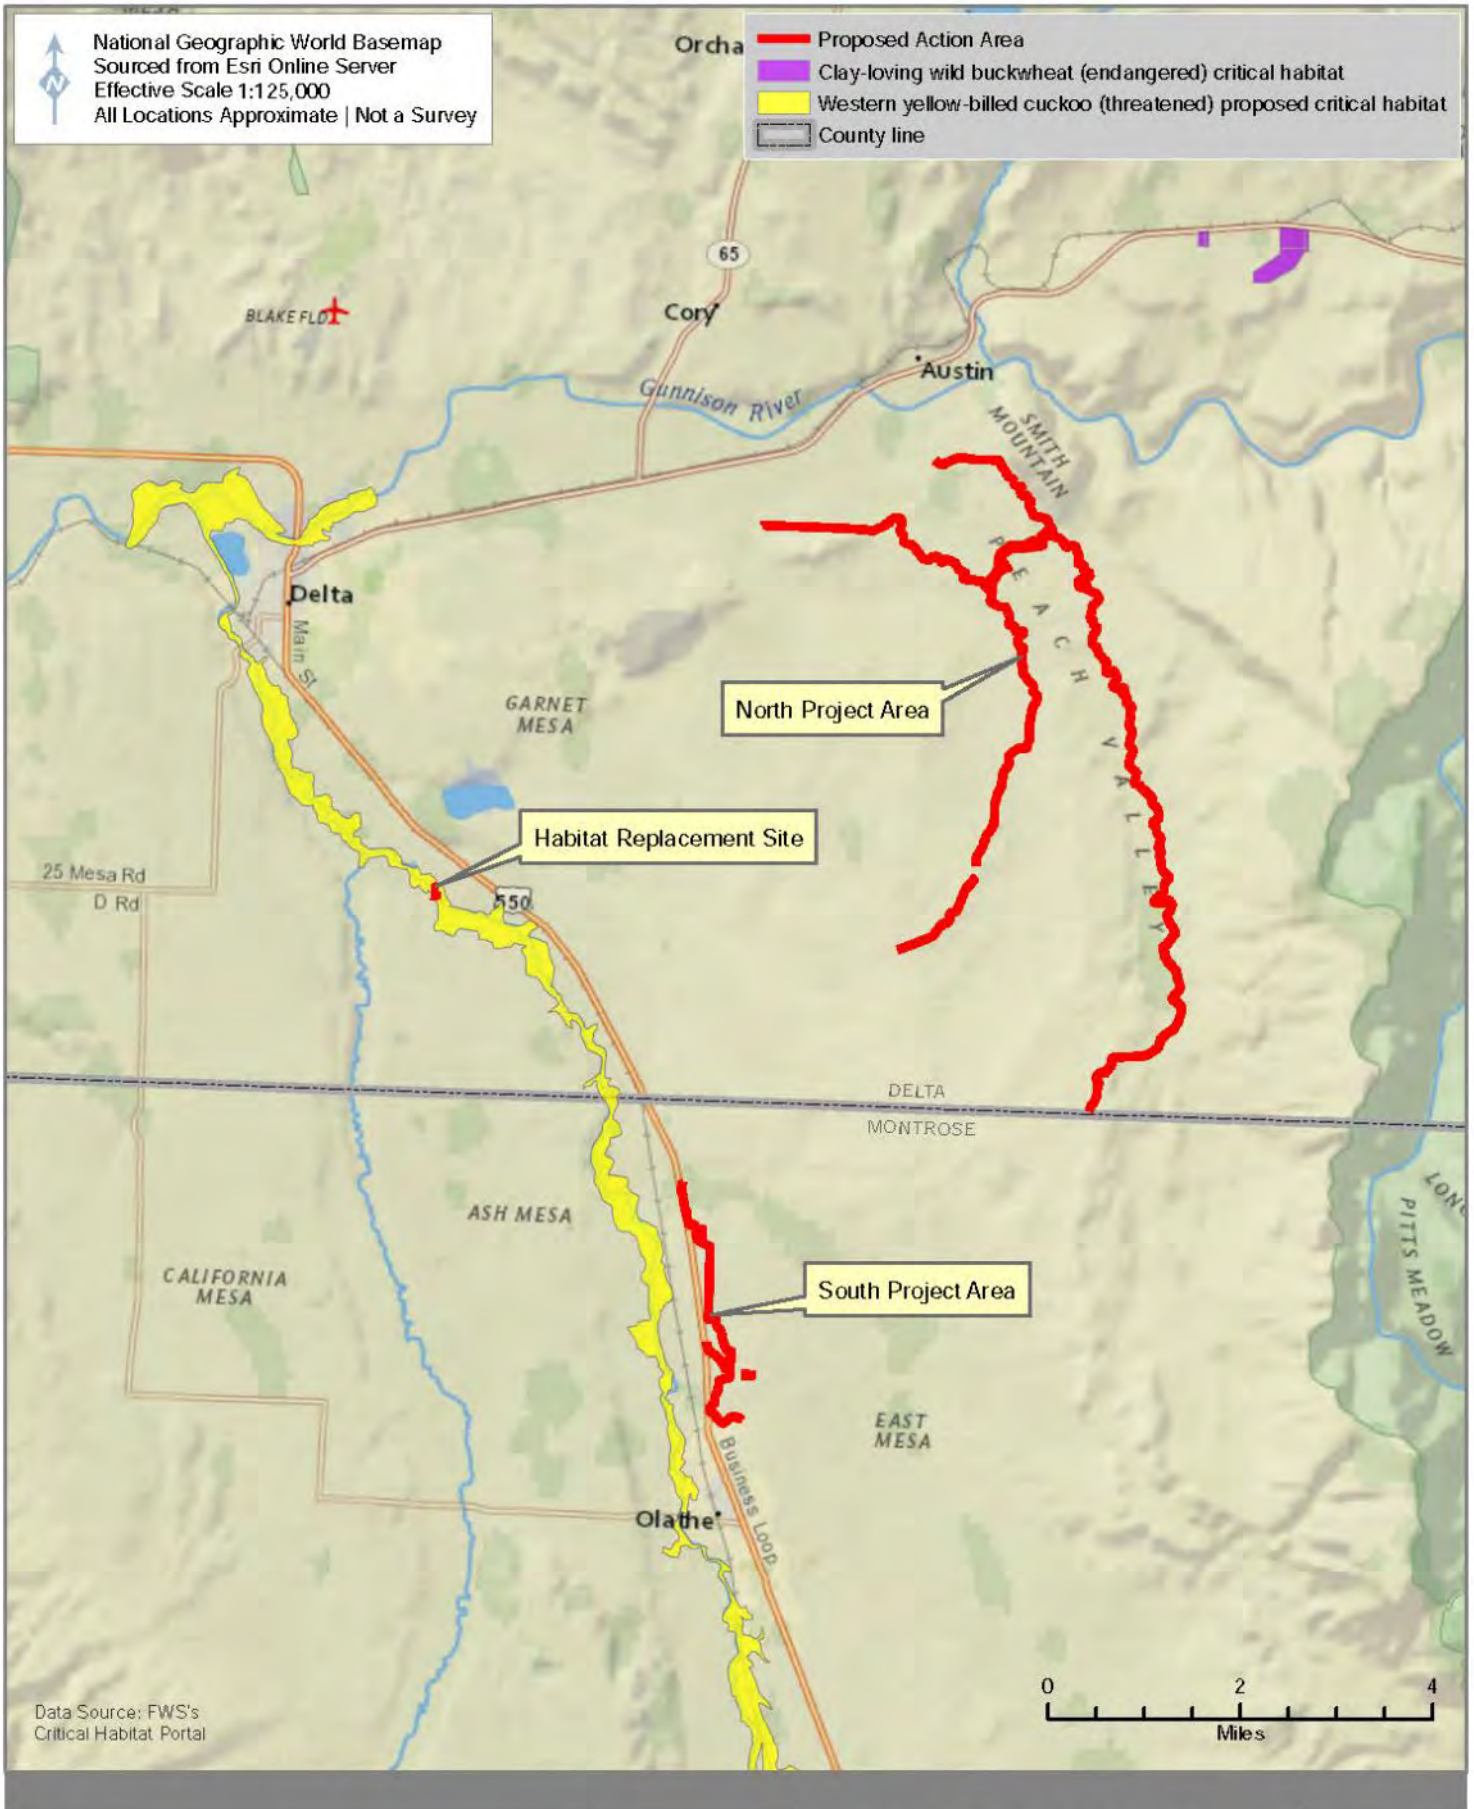 National Geographic World Basemap
Sourced from Esri Online Server
Effective Scale 1:125,000
All Locations Approximate | Not a Survey
N
Proposed Action Area
Clay-loving wild buckwheat (endangered) critical habitat
Western yellow-billed cuckoo (threatened) proposed critical habitat
County line
Orcha
65
BLAKE FLD
Cory
Austin
Gunnison River
SMITH
MOUNTAIN
Delta
Main St
PEACH VALLEY
GARNET
MESA
North Project Area
Habitat Replacement Site
25 Mesa Rd
D Rd
550
DELTA
MONTROSE
ASH MESA
CALIFORNIA
MESA
South Project Area
PITTS MEADOW
EAST
MESA
Business Loop
Olathe
0 2 4
Miles
Data Source: FWS's
Critical Habitat Portal